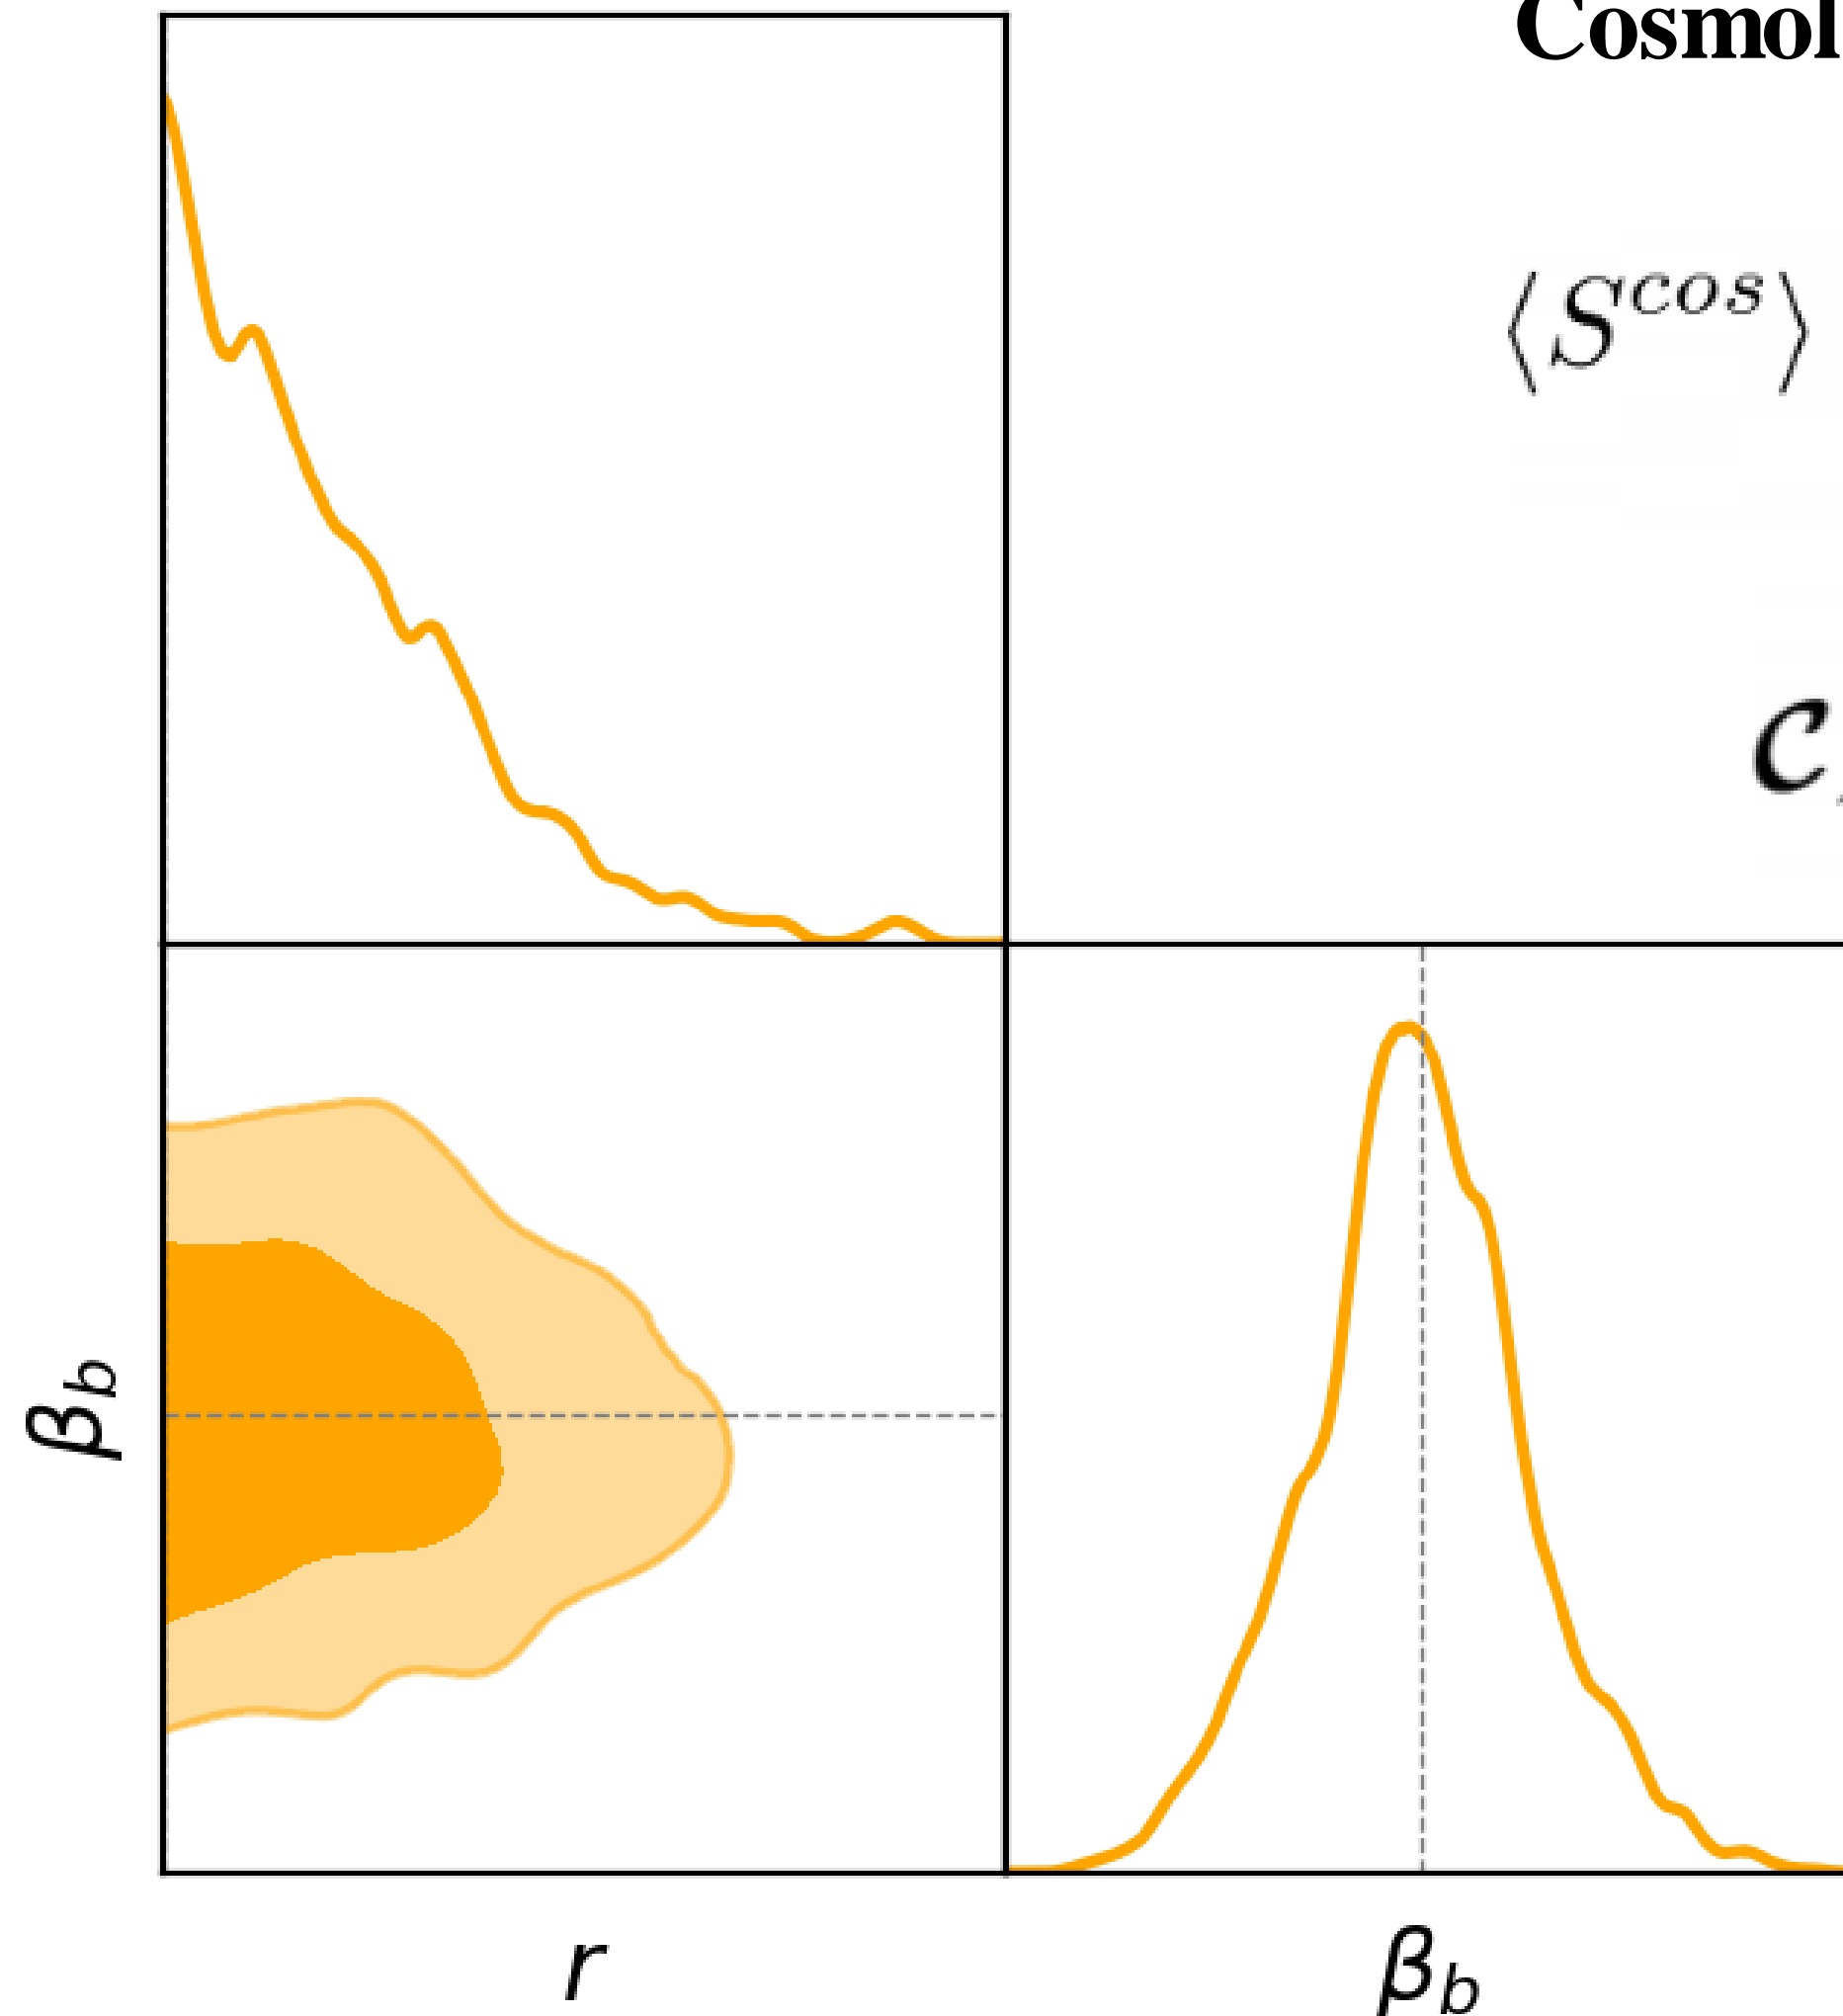 Cosmol
⟨S^{cos}⟩
c
β_b
r
β_b